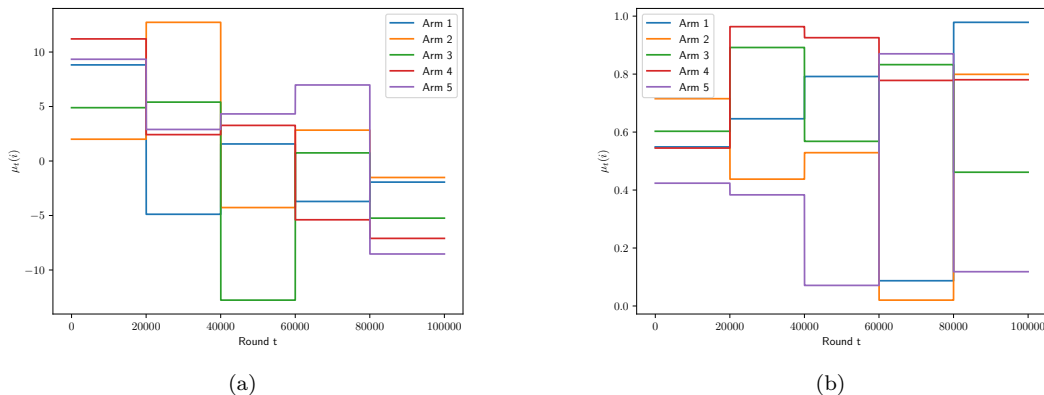 10
5
0
−5
−10
μt(i)
0
20000
40000
60000
80000
100000
Round t
Arm 1
Arm 2
Arm 3
Arm 4
Arm 5
(a)
1.0
0.8
0.6
0.4
0.2
0.0
μt(i)
0
20000
40000
60000
80000
100000
Round t
Arm 1
Arm 2
Arm 3
Arm 4
Arm 5
(b)